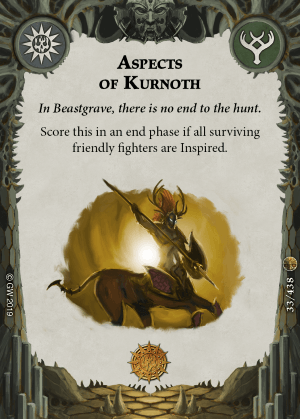 Aspects
of Kurnoth
In Beastgrave, there is no end to the hunt.
Score this in an end phase if all surviving
friendly fighters are Inspired.
© GW 2019
33/438